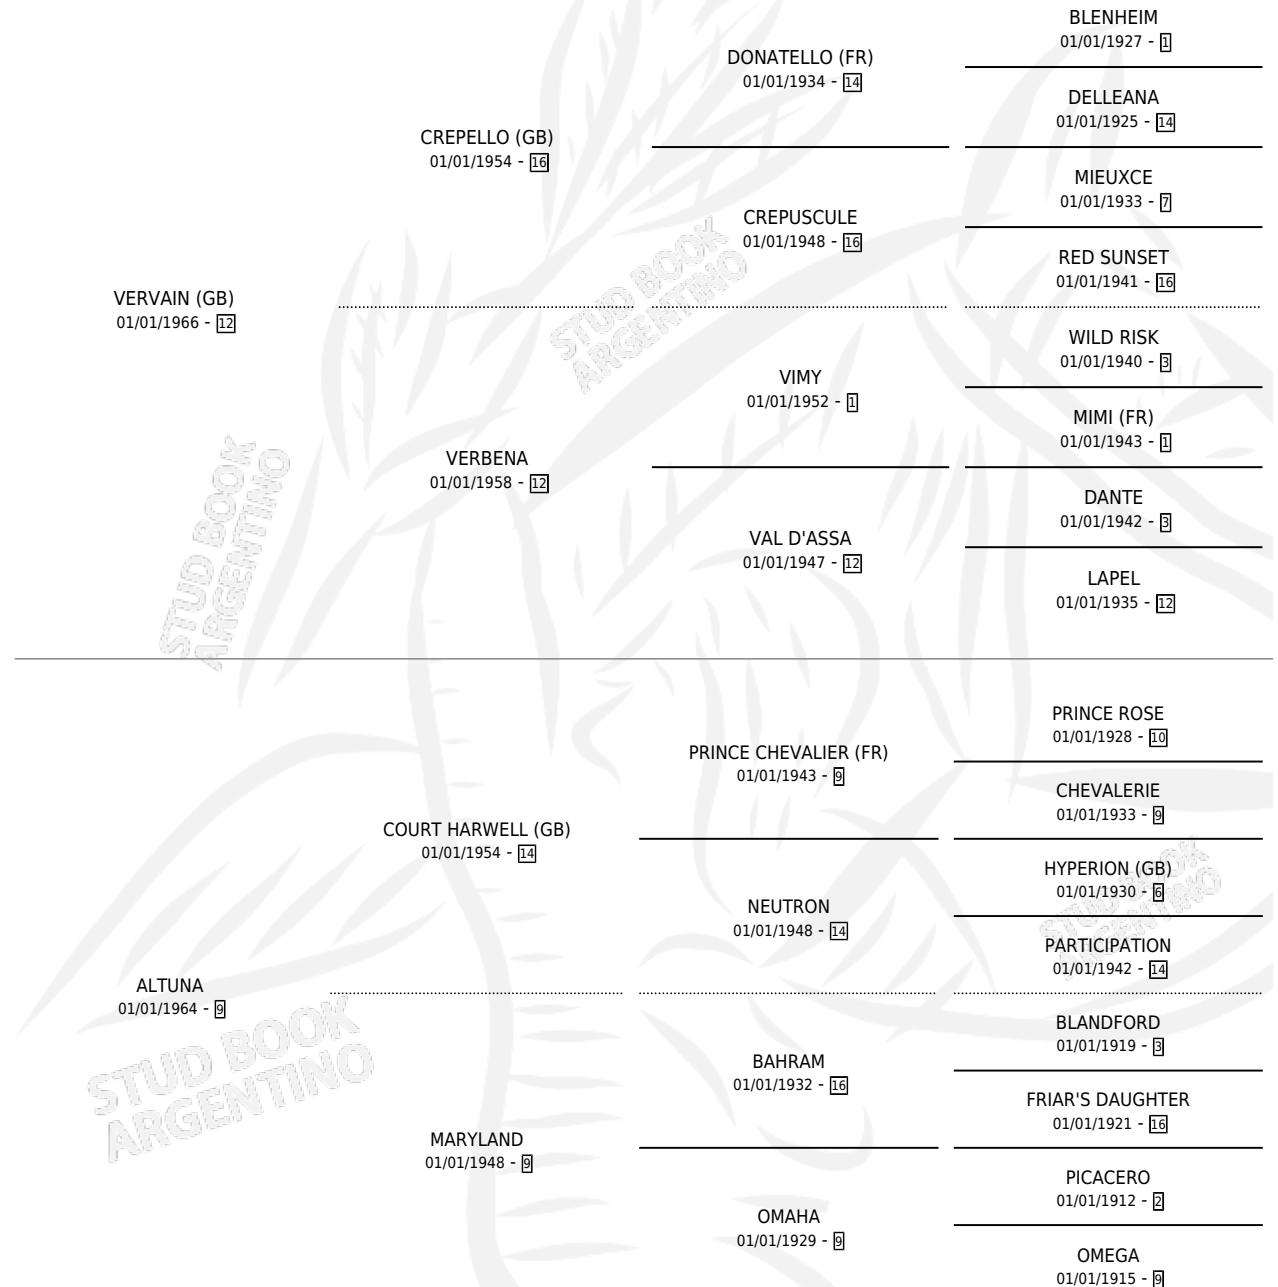 BLENHEIM
01/01/1927 - 1
DONATELLO (FR)
01/01/1934 - 14
DELLEANA
01/01/1925 - 14
CREPELLO (GB)
01/01/1954 - 16
MIEUXCE
01/01/1933 - 7
CREPUSCULE
01/01/1948 - 16
RED SUNSET
01/01/1941 - 16
VERVAIN (GB)
01/01/1966 - 12
STUD BOOK
ARGENTINO
WILD RISK
01/01/1940 - 3
VIMY
01/01/1952 - 1
MIMI (FR)
01/01/1943 - 1
VERBENA
01/01/1958 - 12
DANTE
01/01/1942 - 3
VAL D'ASSA
01/01/1947 - 12
LAPEL
01/01/1935 - 12
STUD BOOK
ARGENTINO
PRINCE ROSE
01/01/1928 - 10
PRINCE CHEVALIER (FR)
01/01/1943 - 9
CHEVALERIE
01/01/1933 - 9
COURT HARWELL (GB)
01/01/1954 - 14
HYPERION (GB)
01/01/1930 - 6
STUD BOOK
ARGENTINO
NEUTRON
01/01/1948 - 14
PARTICIPATION
01/01/1942 - 14
ALTUNA
01/01/1964 - 9
STUD BOOK
ARGENTINO
BLANDFORD
01/01/1919 - 3
BAHRAM
01/01/1932 - 16
FRIAR'S DAUGHTER
01/01/1921 - 16
MARYLAND
01/01/1948 - 9
PICACERO
01/01/1912 - 2
OMAHA
01/01/1929 - 9
OMEGA
01/01/1915 - 9